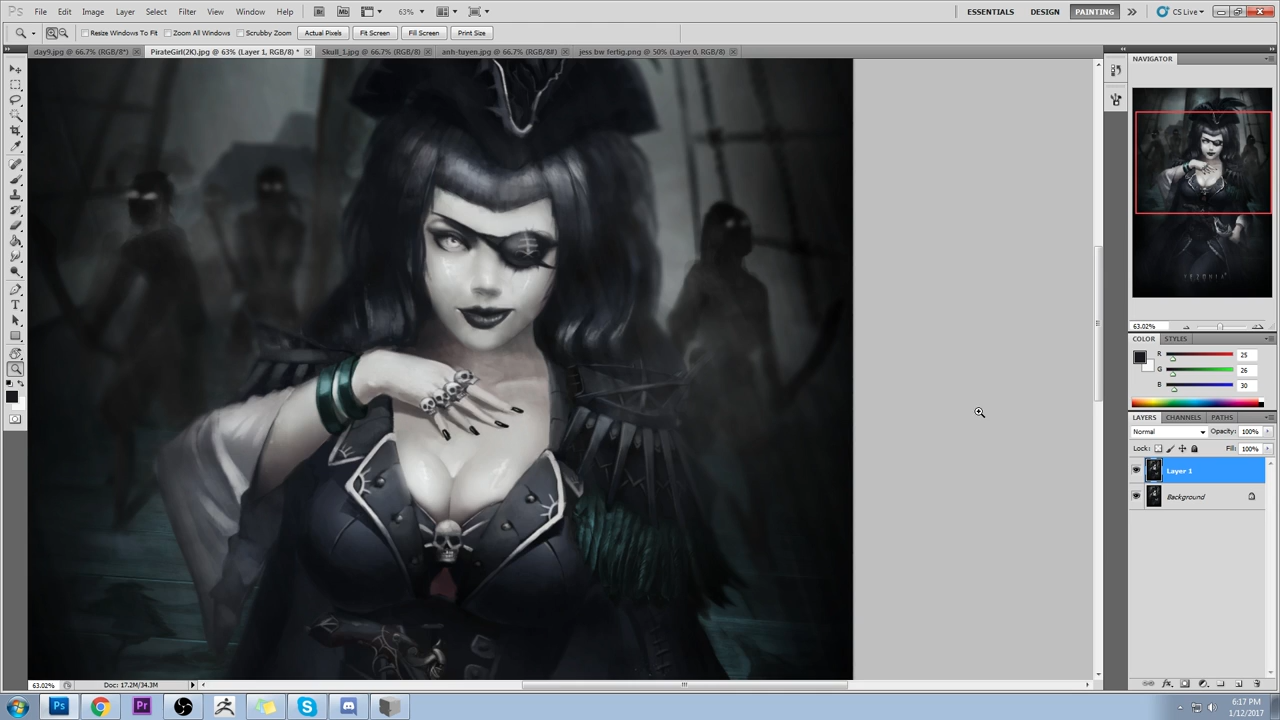 Ps File Edit Image Layer Select Filter View Window Help Br 63% ESSENTIALS DESIGN PAINTING CS Live
Resize Windows To Fit Zoom All Windows Scrubby Zoom Actual Pixels Fit Screen Fill Screen Print Size
day9.jpg @ 66.7% (RGB/8*) PirateGirl(2K).jpg @ 63% (Layer 1, RGB/8) * Skull_1.jpg @ 66.7% (RGB/8) anh-tuyen.jpg @ 66.7% (RGB/8#) jess bw fertig.png @ 50% (Layer 0, RGB/8)
NAVIGATOR
63.02%
COLOR STYLES
R 25
G 26
B 30
LAYERS CHANNELS PATHS
Normal Opacity: 100%
Lock: Fill: 100%
Layer 1
Background
63.02% Doc: 17.2M/34.3M
Ps Pr
6:17 PM
1/12/2017